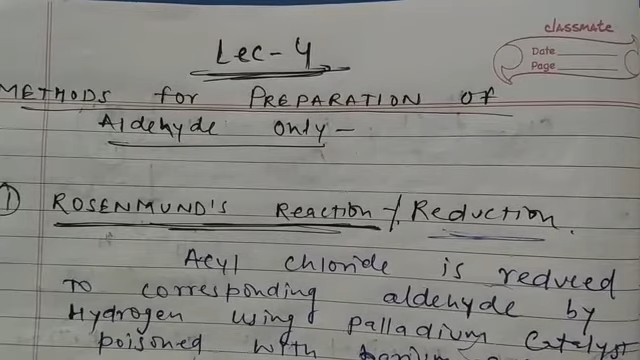 classmate
Date
Page
Lec-4
METHODS for PREPARATION OF
Aldehyde only -
① ROSENMUND'S Reaction / Reduction.
Acyl chloride is reduced
to corresponding aldehyde by
Hydrogen using palladium catalyst
poisoned with